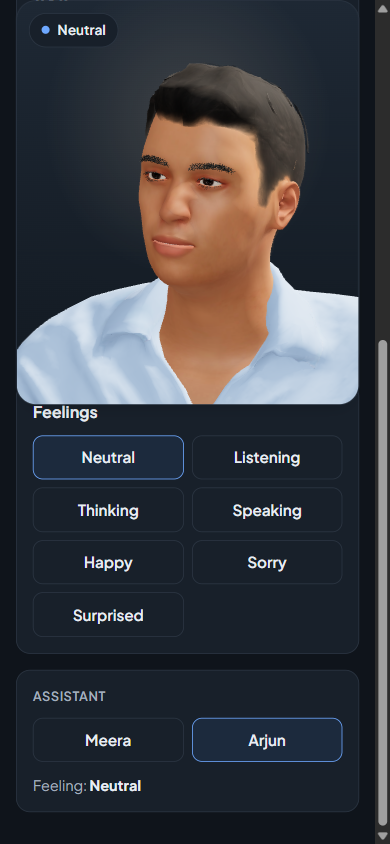 Neutral
Feelings
Neutral
Listening
Thinking
Speaking
Happy
Sorry
Surprised
ASSISTANT
Meera
Arjun
Feeling: Neutral